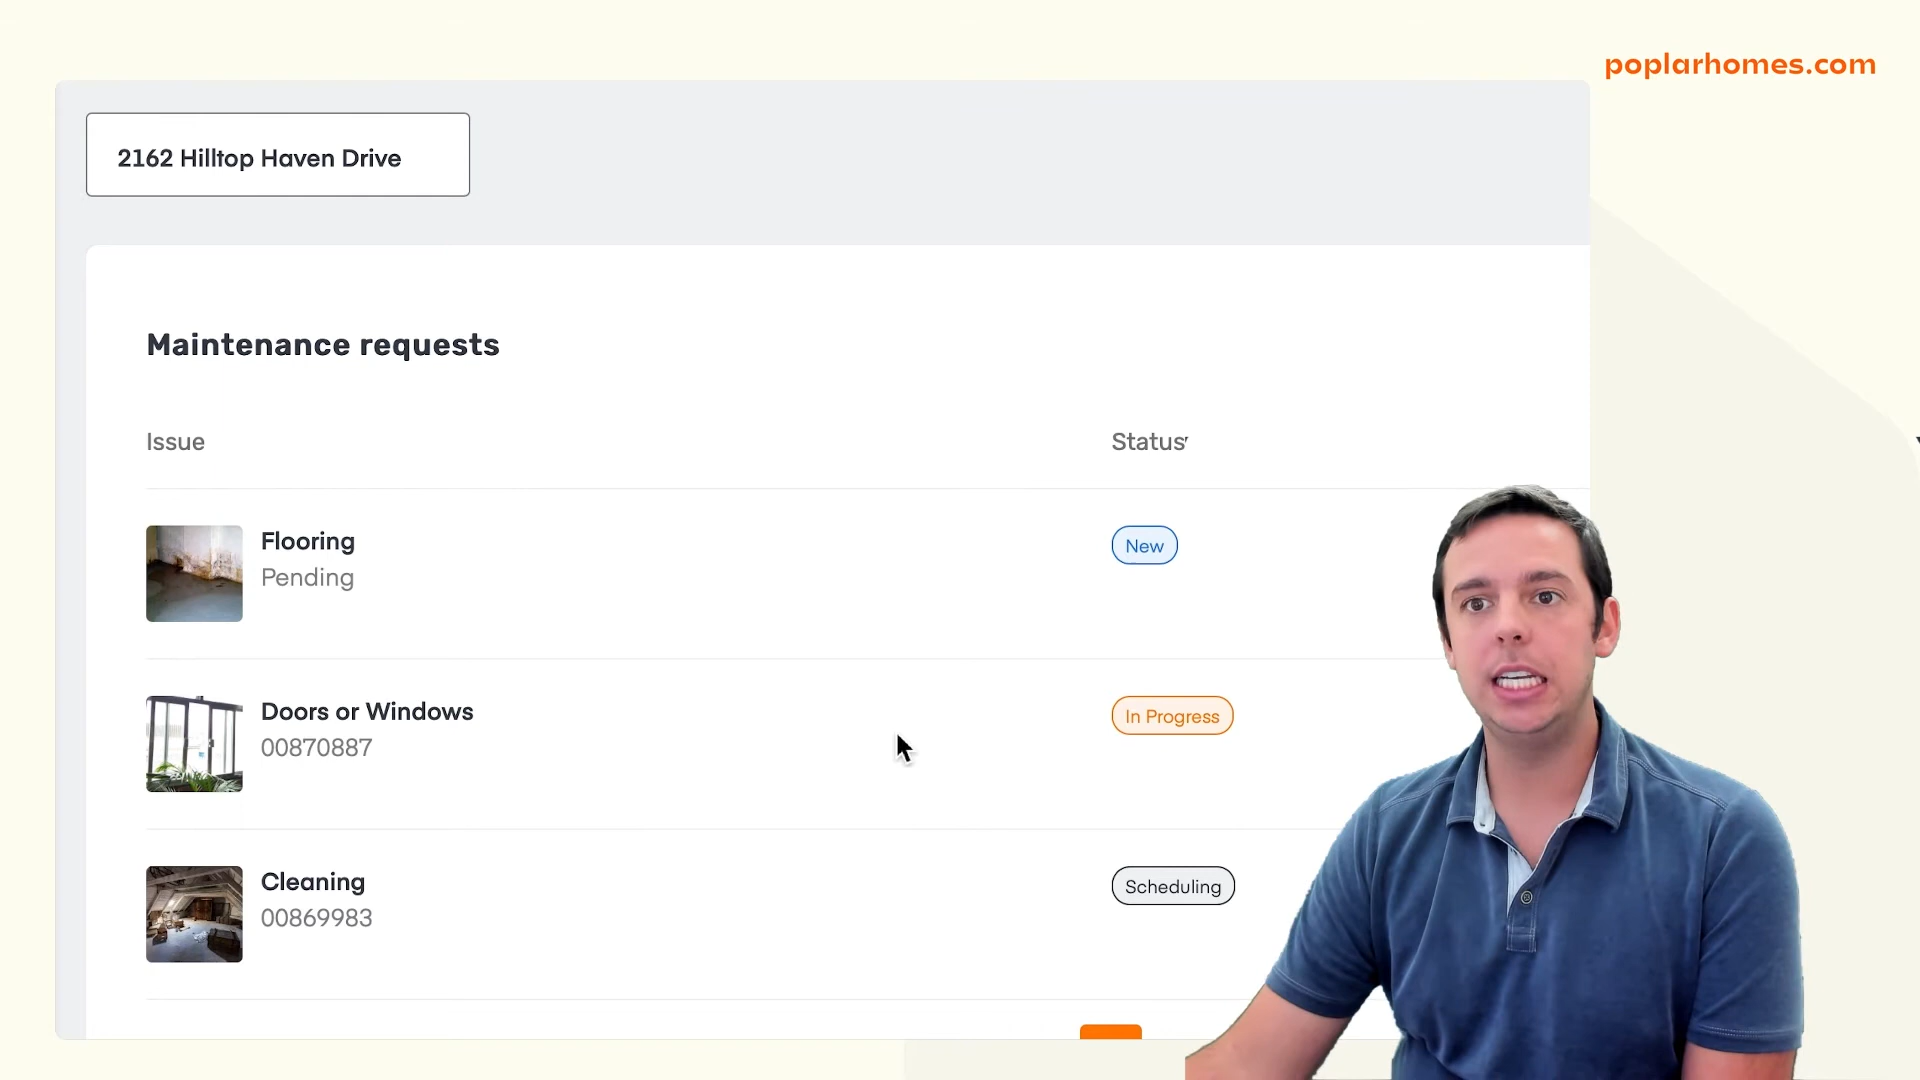 poplarhomes.com
2162 Hilltop Haven Drive
Maintenance requests
Issue
Status
Flooring
New
Pending
Doors or Windows
In Progress
00870887
Cleaning
Scheduling
00869983